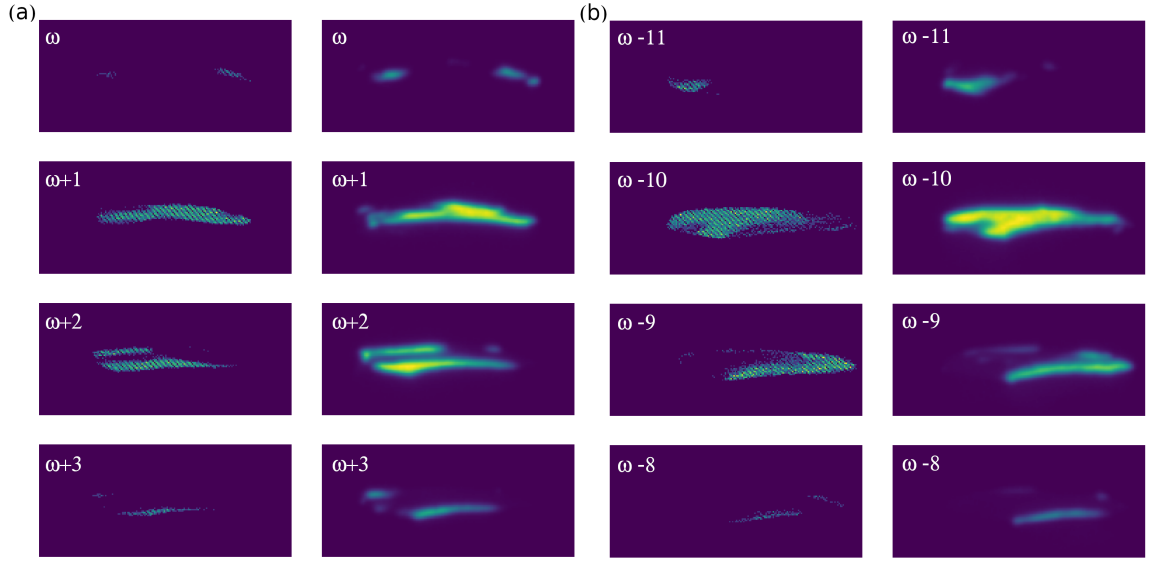 (a) (b)
ω ω ω -11 ω -11
ω+1 ω+1 ω -10 ω -10
ω+2 ω+2 ω -9 ω -9
ω+3 ω+3 ω -8 ω -8